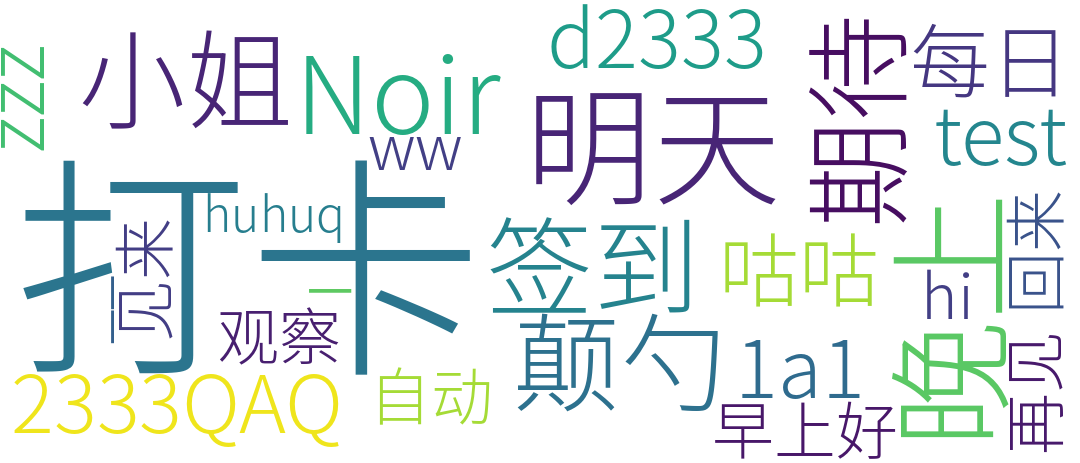 zzz
小姐
Noir
ww
d2333
明天
期待
每日
test
打卡
huhuq
签到
咕咕
晚上
hi
回来
观察
颠勺
1a1
再见
2333QAQ
自动
早上好
一